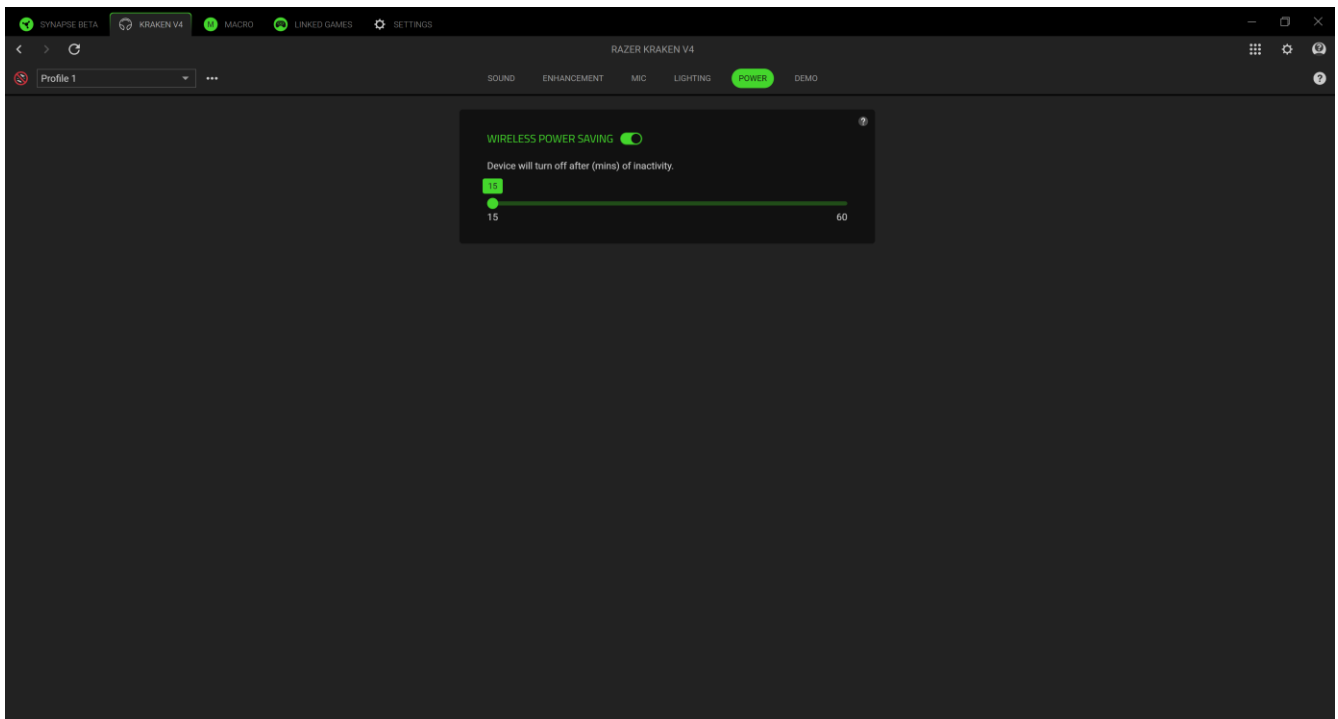 SYNAPSE BETA KRAKEN V4 M MACRO LINKED GAMES SETTINGS
RAZER KRAKEN V4
Profile 1 SOUND ENHANCEMENT MIC LIGHTING POWER DEMO ?
?
WIRELESS POWER SAVING
Device will turn off after (mins) of inactivity.
15
15 60